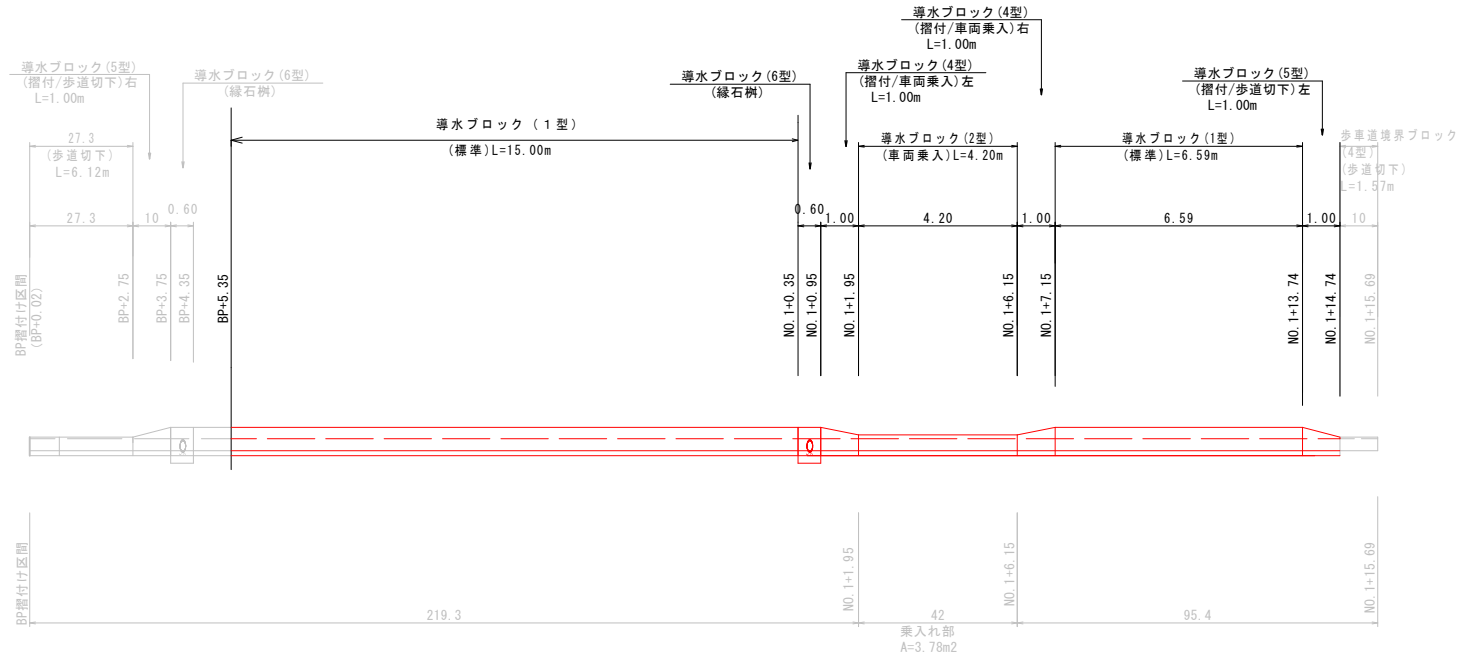 導水ブロック(5型)
(摺付/歩道切下)右
L=1.00m
導水ブロック(6型)
(縁石桝)
導水ブロック(6型)
(縁石桝)
導水ブロック(4型)
(摺付/車両乗入)右
L=1.00m
導水ブロック(4型)
(摺付/車両乗入)左
L=1.00m
導水ブロック(5型)
(摺付/歩道切下)左
L=1.00m
27.3
(歩道切下)
L=6.12m
導水ブロック(1型)
(標準)L=15.00m
導水ブロック(2型)
(車両乗入)L=4.20m
導水ブロック(1型)
(標準)L=6.59m
歩車道境界ブロック
(4型)
(歩道切下)
L=1.57m
27.3
10
0.60
0.60
1.00
4.20
1.00
6.59
1.00
10
BP摺付け区間
(BP+0.02)
BP+2.75
BP+3.75
BP+4.35
BP+5.35
NO.1+0.35
NO.1+0.95
NO.1+1.95
NO.1+6.15
NO.1+7.15
NO.1+13.74
NO.1+14.74
NO.1+15.69
BP摺付け区間
NO.1+1.95
NO.1+6.15
NO.1+15.69
219.3
42
95.4
乗入れ部
A=3.78m2